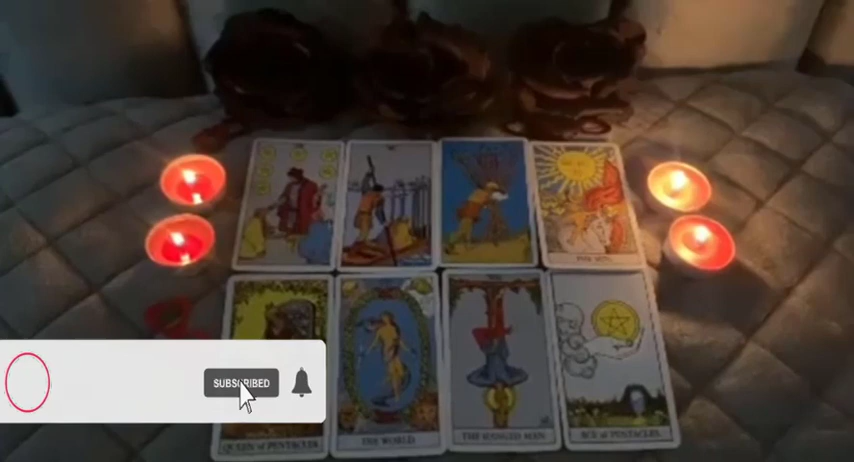 THE SUN.
SUBSCRIBED
QUEEN of PENTACLES.
THE WORLD.
THE HANGED MAN.
ACE of PENTACLES.